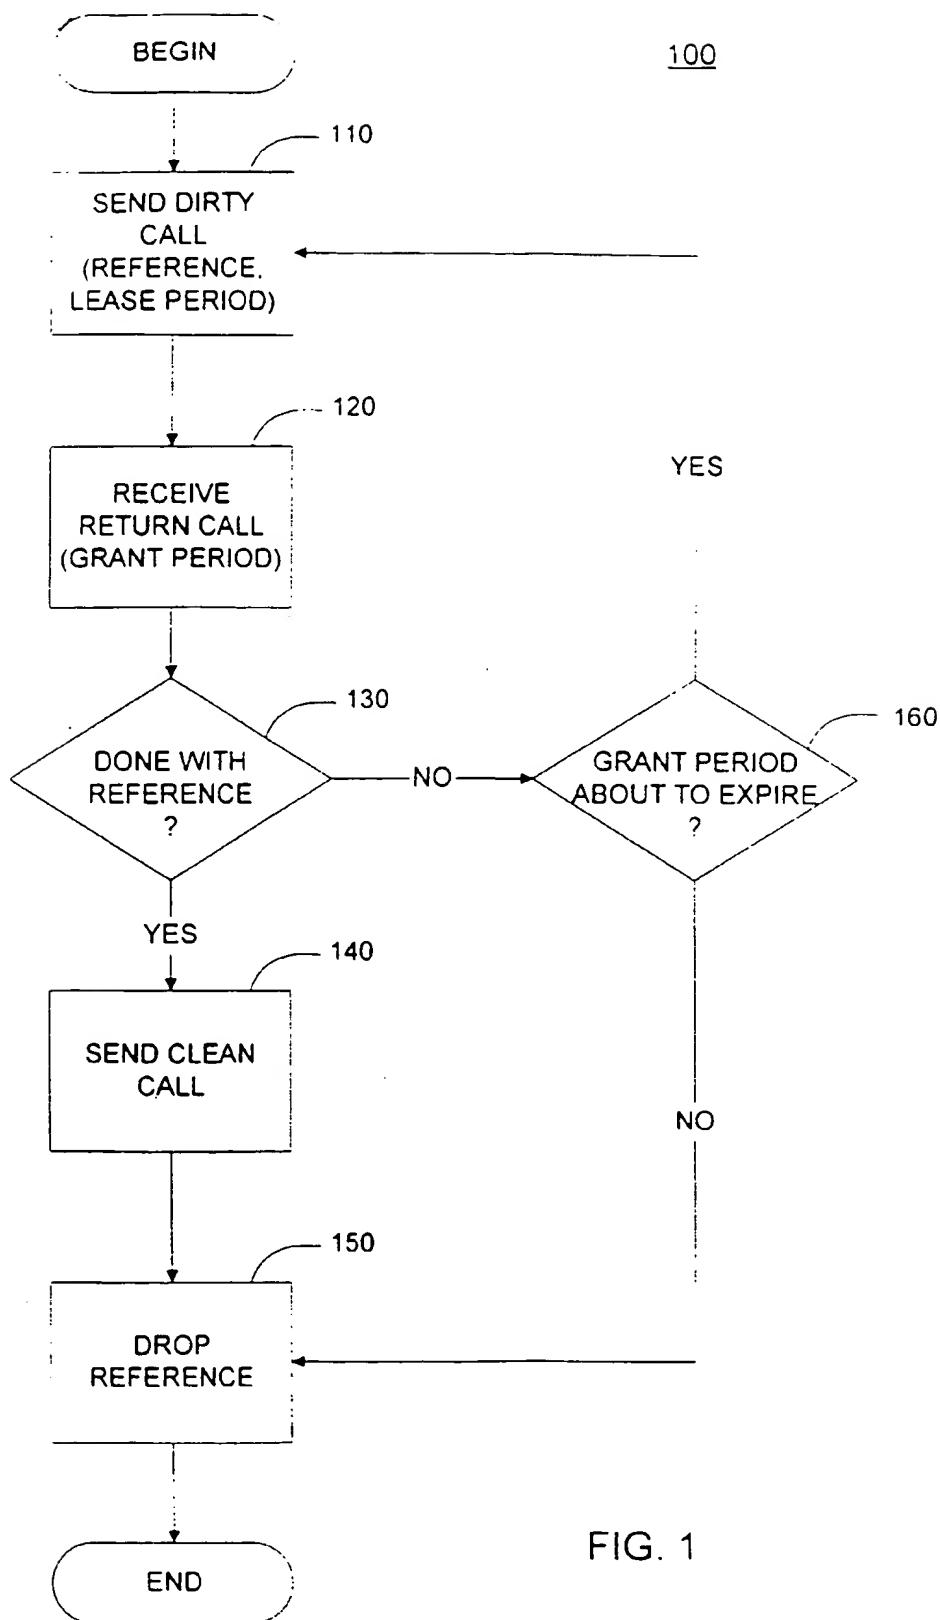 BEGIN
100
110
SEND DIRTY
CALL
(REFERENCE,
LEASE PERIOD)
120
RECEIVE
RETURN CALL
(GRANT PERIOD)
YES
130
DONE WITH
REFERENCE
?
NO
160
GRANT PERIOD
ABOUT TO EXPIRE
?
YES
140
SEND CLEAN
CALL
NO
150
DROP
REFERENCE
END
FIG. 1